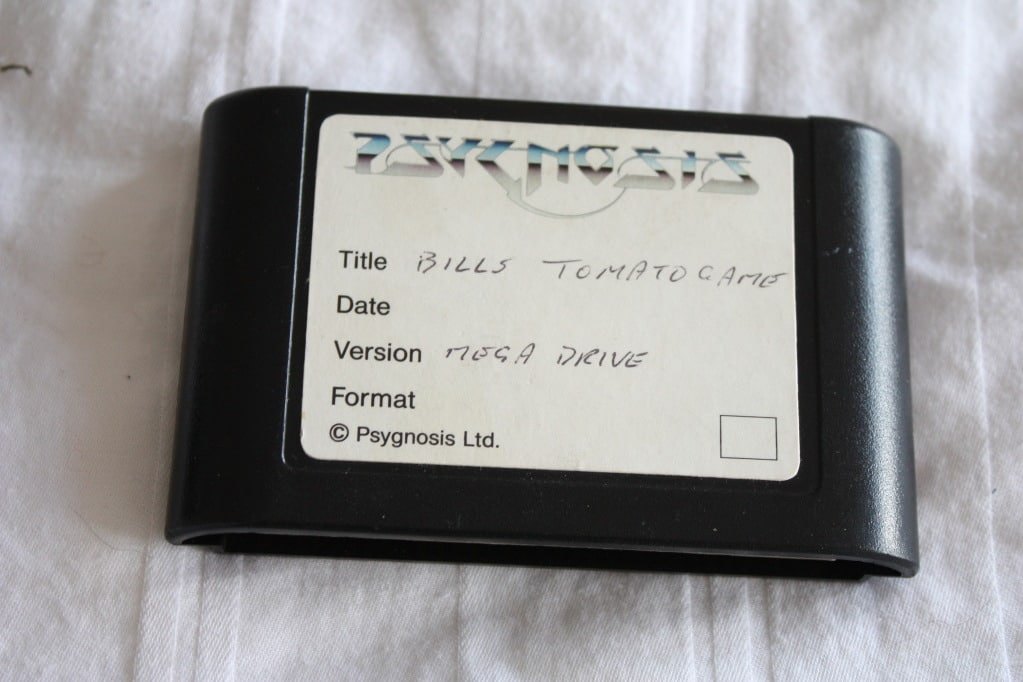 PSYGNOSIS
Title BILLS TOMATO GAME
Date
Version MEGA DRIVE
Format
© Psygnosis Ltd.